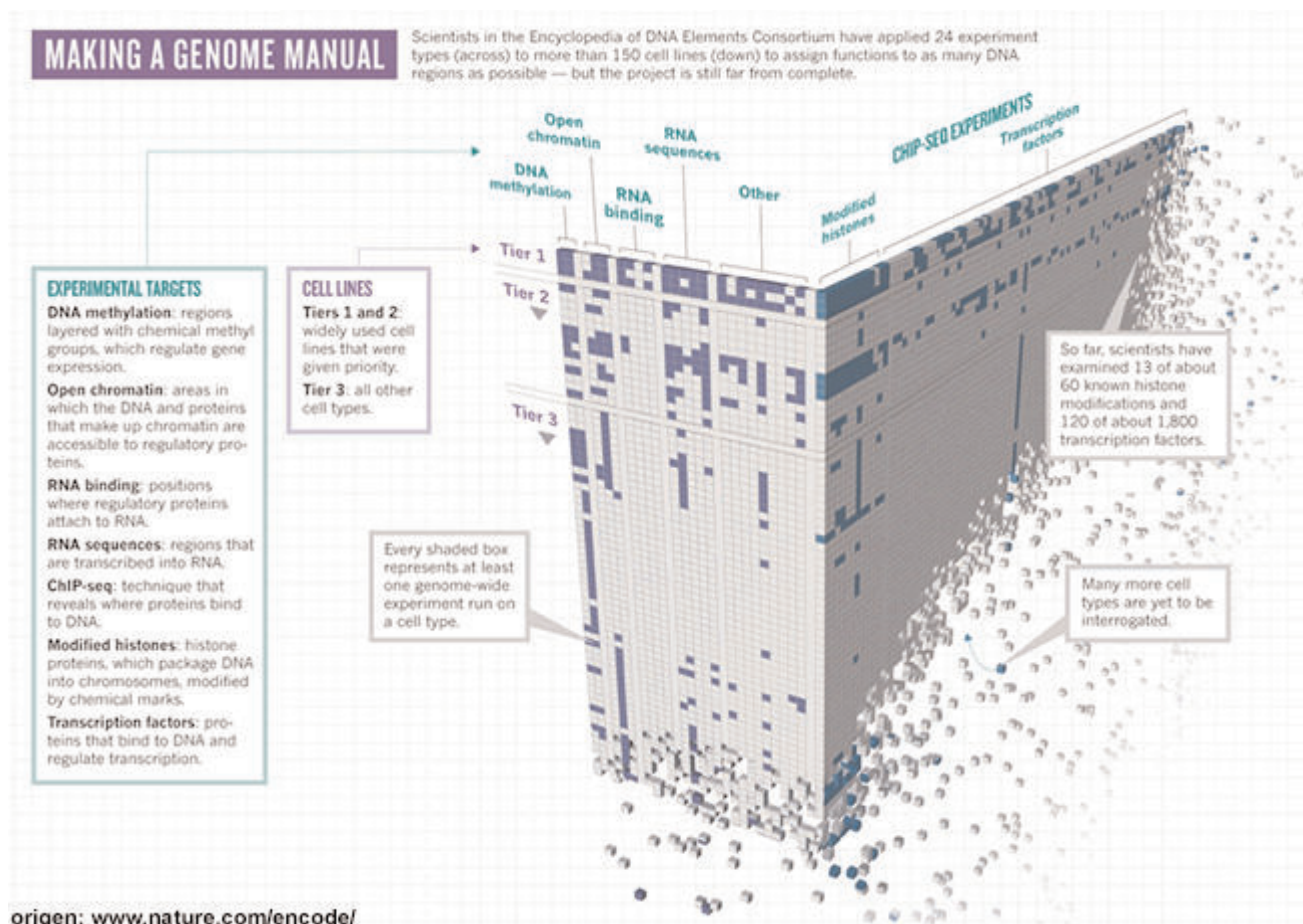 MAKING A GENOME MANUAL
Scientists in the Encyclopedia of DNA Elements Consortium have applied 24 experiment
types (across) to more than 150 cell lines (down) to assign functions to as many DNA
regions as possible — but the project is still far from complete.
Open
chromatin
RNA
sequences
DNA
methylation
RNA
binding
Other
CHIP-SEQ EXPERIMENTS
Transcription
factors
Modified
histones
Tier 1
Tier 2
Tier 3
EXPERIMENTAL TARGETS
DNA methylation: regions
layered with chemical methyl
groups, which regulate gene
expression.
Open chromatin: areas in
which the DNA and proteins
that make up chromatin are
accessible to regulatory pro-
teins.
RNA binding: positions
where regulatory proteins
attach to RNA.
RNA sequences: regions that
are transcribed into RNA.
ChIP-seq: technique that
reveals where proteins bind
to DNA.
Modified histones: histone
proteins, which package DNA
into chromosomes, modified
by chemical marks.
Transcription factors: pro-
teins that bind to DNA and
regulate transcription.
CELL LINES
Tiers 1 and 2:
widely used cell
lines that were
given priority.
Tier 3: all other
cell types.
So far, scientists have
examined 13 of about
60 known histone
modifications and
120 of about 1,800
transcription factors.
Every shaded box
represents at least
one genome-wide
experiment run on
a cell type.
Many more cell
types are yet to be
interrogated.
origen: www.nature.com/encode/